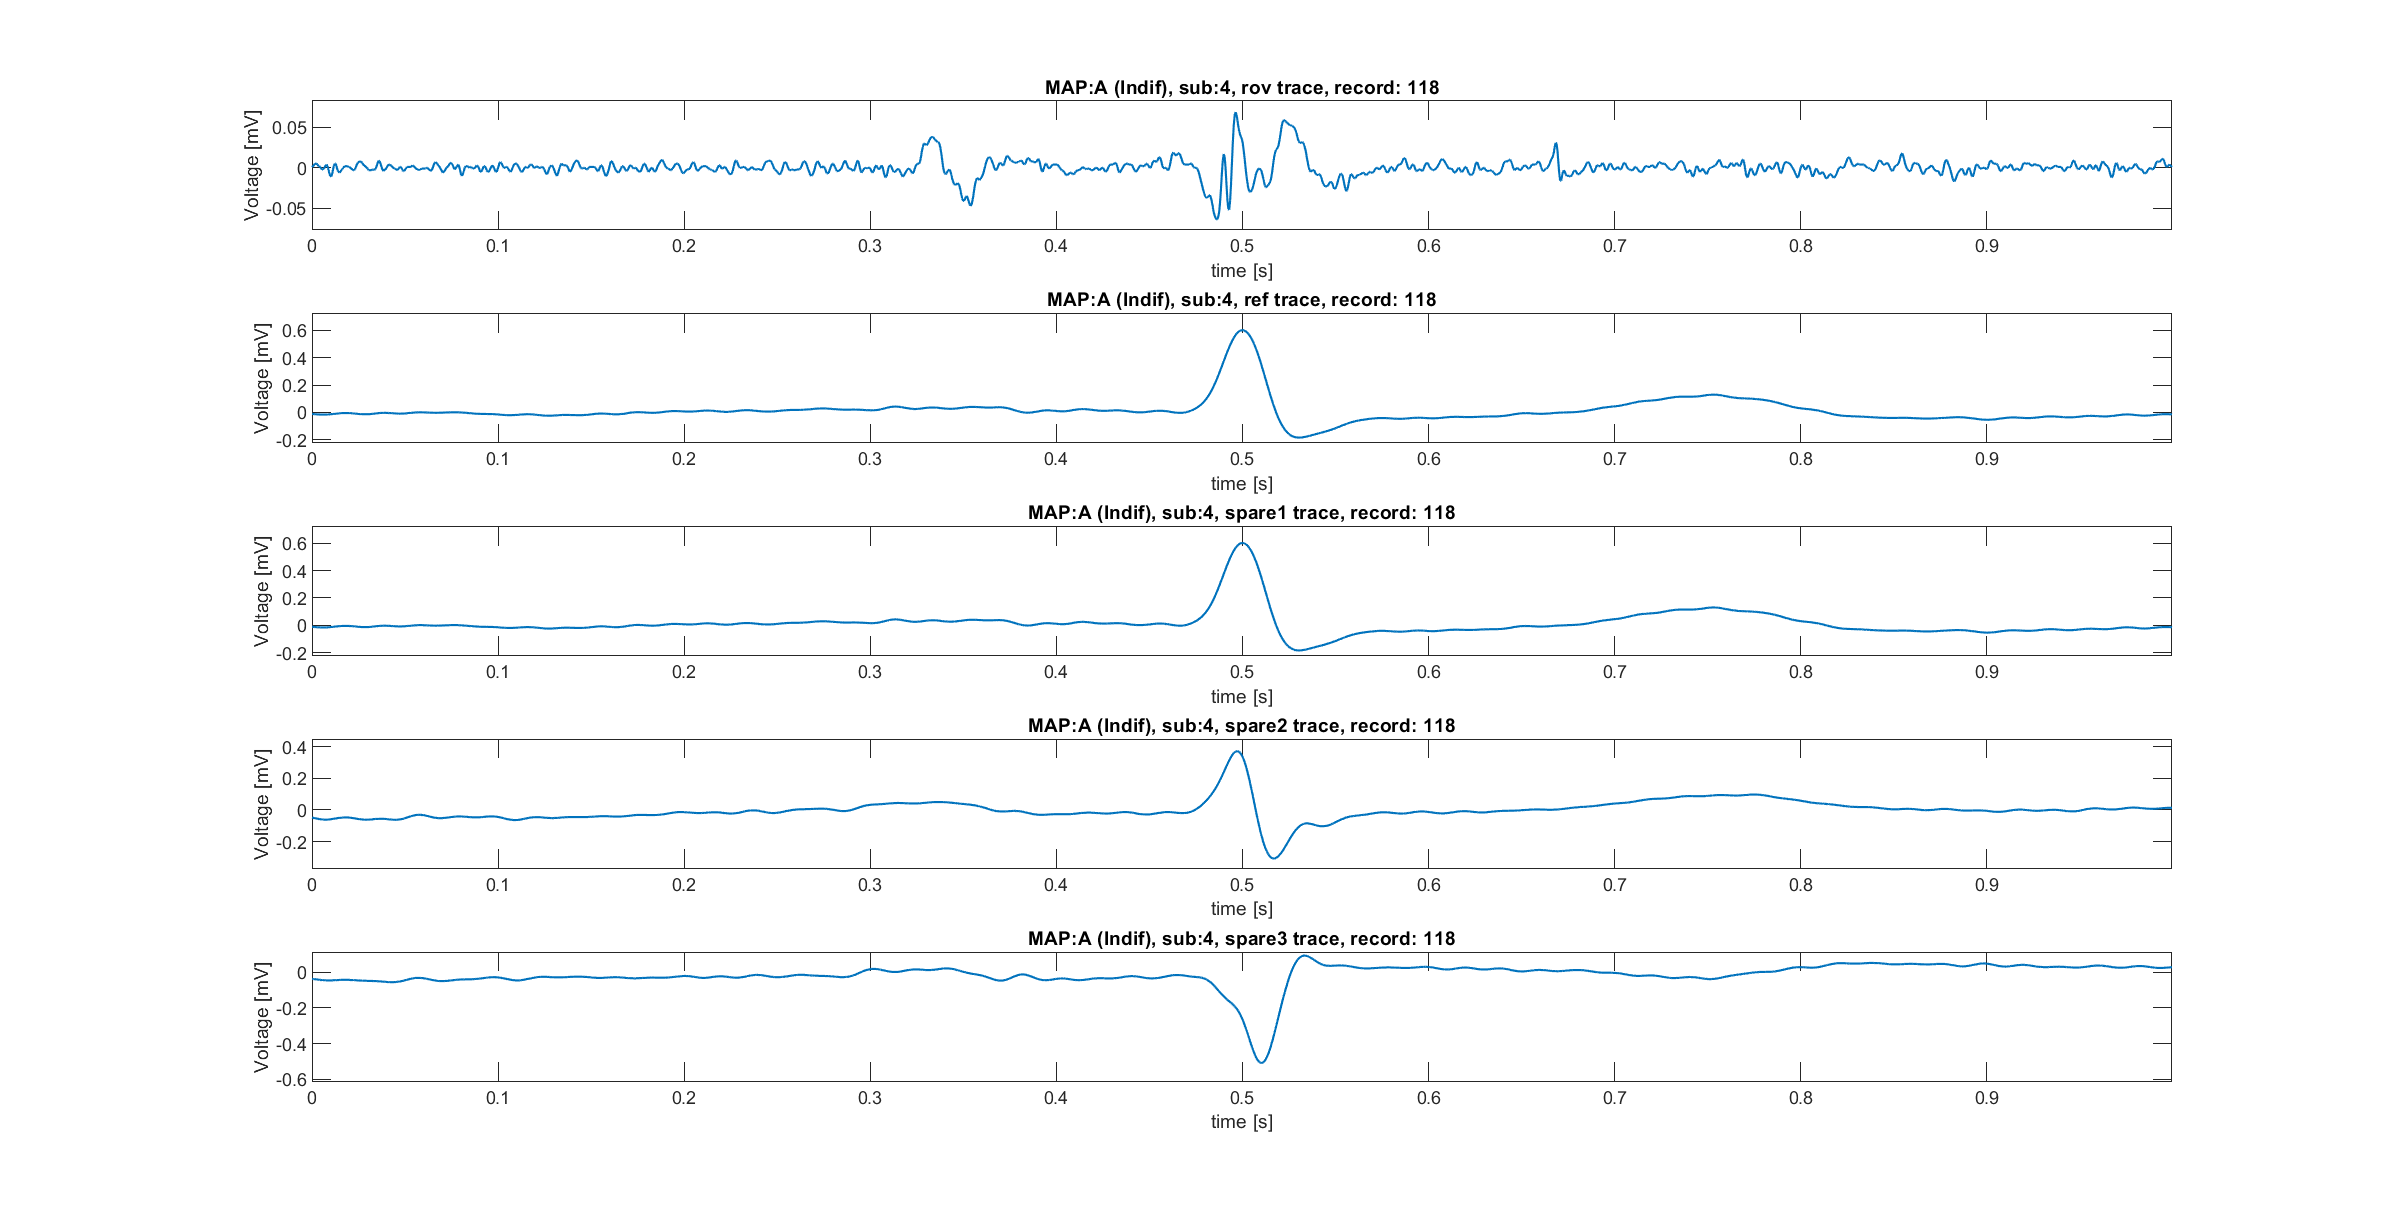 MAP:A (Indif), sub:4, rov trace, record: 118
Voltage [mV]
0.05
0
-0.05
0 0.1 0.2 0.3 0.4 0.5 0.6 0.7 0.8 0.9
time [s]
MAP:A (Indif), sub:4, ref trace, record: 118
Voltage [mV]
0.6
0.4
0.2
0
-0.2
0 0.1 0.2 0.3 0.4 0.5 0.6 0.7 0.8 0.9
time [s]
MAP:A (Indif), sub:4, spare1 trace, record: 118
Voltage [mV]
0.6
0.4
0.2
0
-0.2
0 0.1 0.2 0.3 0.4 0.5 0.6 0.7 0.8 0.9
time [s]
MAP:A (Indif), sub:4, spare2 trace, record: 118
Voltage [mV]
0.4
0.2
0
-0.2
0 0.1 0.2 0.3 0.4 0.5 0.6 0.7 0.8 0.9
time [s]
MAP:A (Indif), sub:4, spare3 trace, record: 118
Voltage [mV]
0
-0.2
-0.4
-0.6
0 0.1 0.2 0.3 0.4 0.5 0.6 0.7 0.8 0.9
time [s]